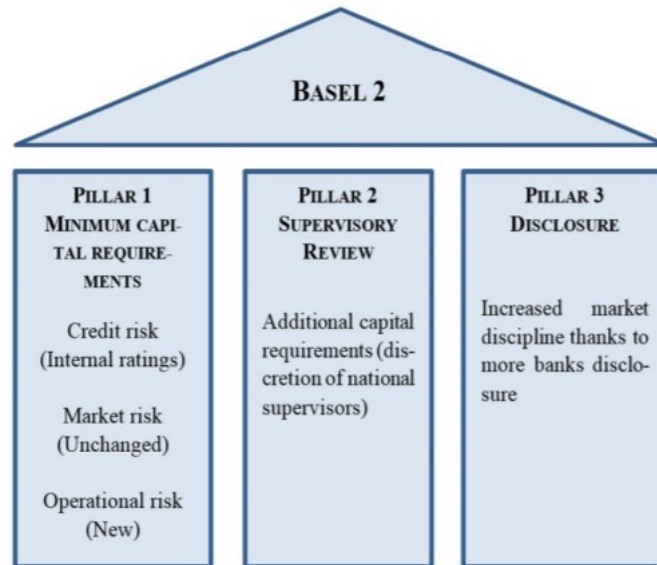 BASEL 2
PILLAR 1
MINIMUM CAPI-
TAL REQUIRE-
MENTS
Credit risk
(Internal ratings)
Market risk
(Unchanged)
Operational risk
(New)
PILLAR 2
SUPERVISORY
REVIEW
Additional capital
requirements (dis-
cretion of national
supervisors)
PILLAR 3
DISCLOSURE
Increased market
discipline thanks to
more banks disclo-
sure